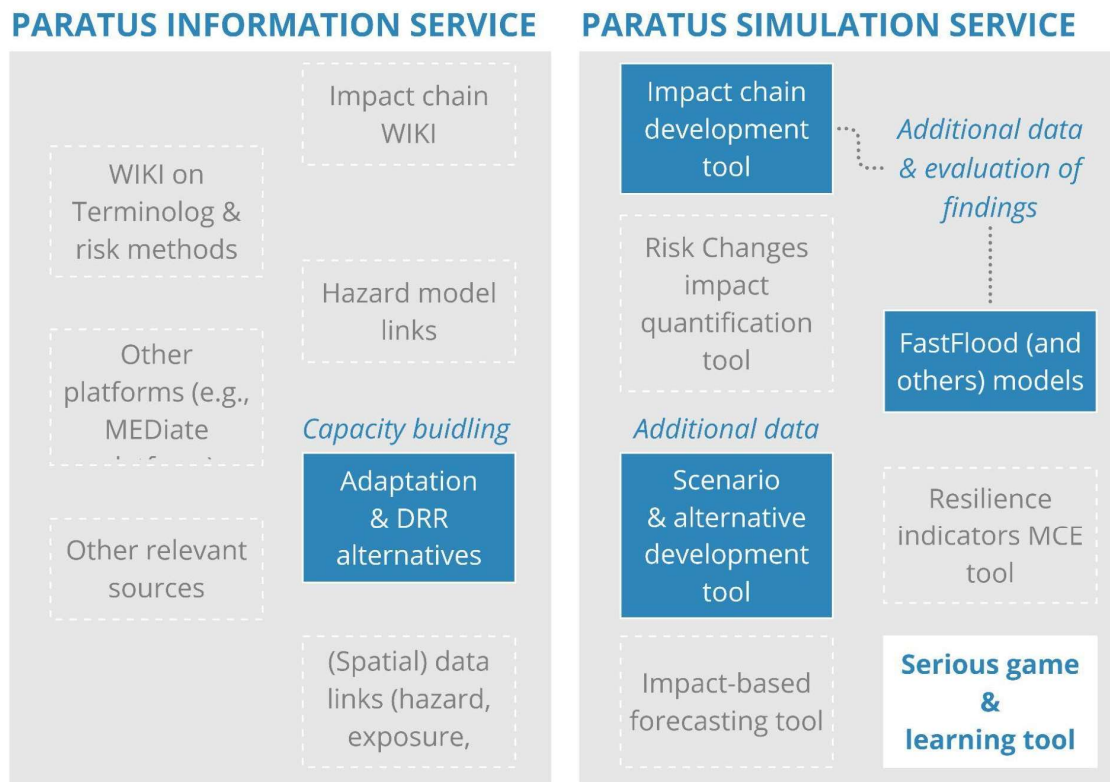 PARATUS INFORMATION SERVICE
Impact chain
WIKI
WIKI on
Terminolog &
risk methods
Hazard model
links
Other
platforms (e.g.,
MEDiate
Capacity buidling
Adaptation
& DRR
alternatives
Other relevant
sources
(Spatial) data
links (hazard,
exposure,
PARATUS SIMULATION SERVICE
Impact chain
development
tool
Additional data
& evaluation of
findings
Risk Changes
impact
quantification
tool
FastFlood (and
others) models
Additional data
Scenario
& alternative
development
tool
Resilience
indicators MCE
tool
Impact-based
forecasting tool
Serious game
&
learning tool